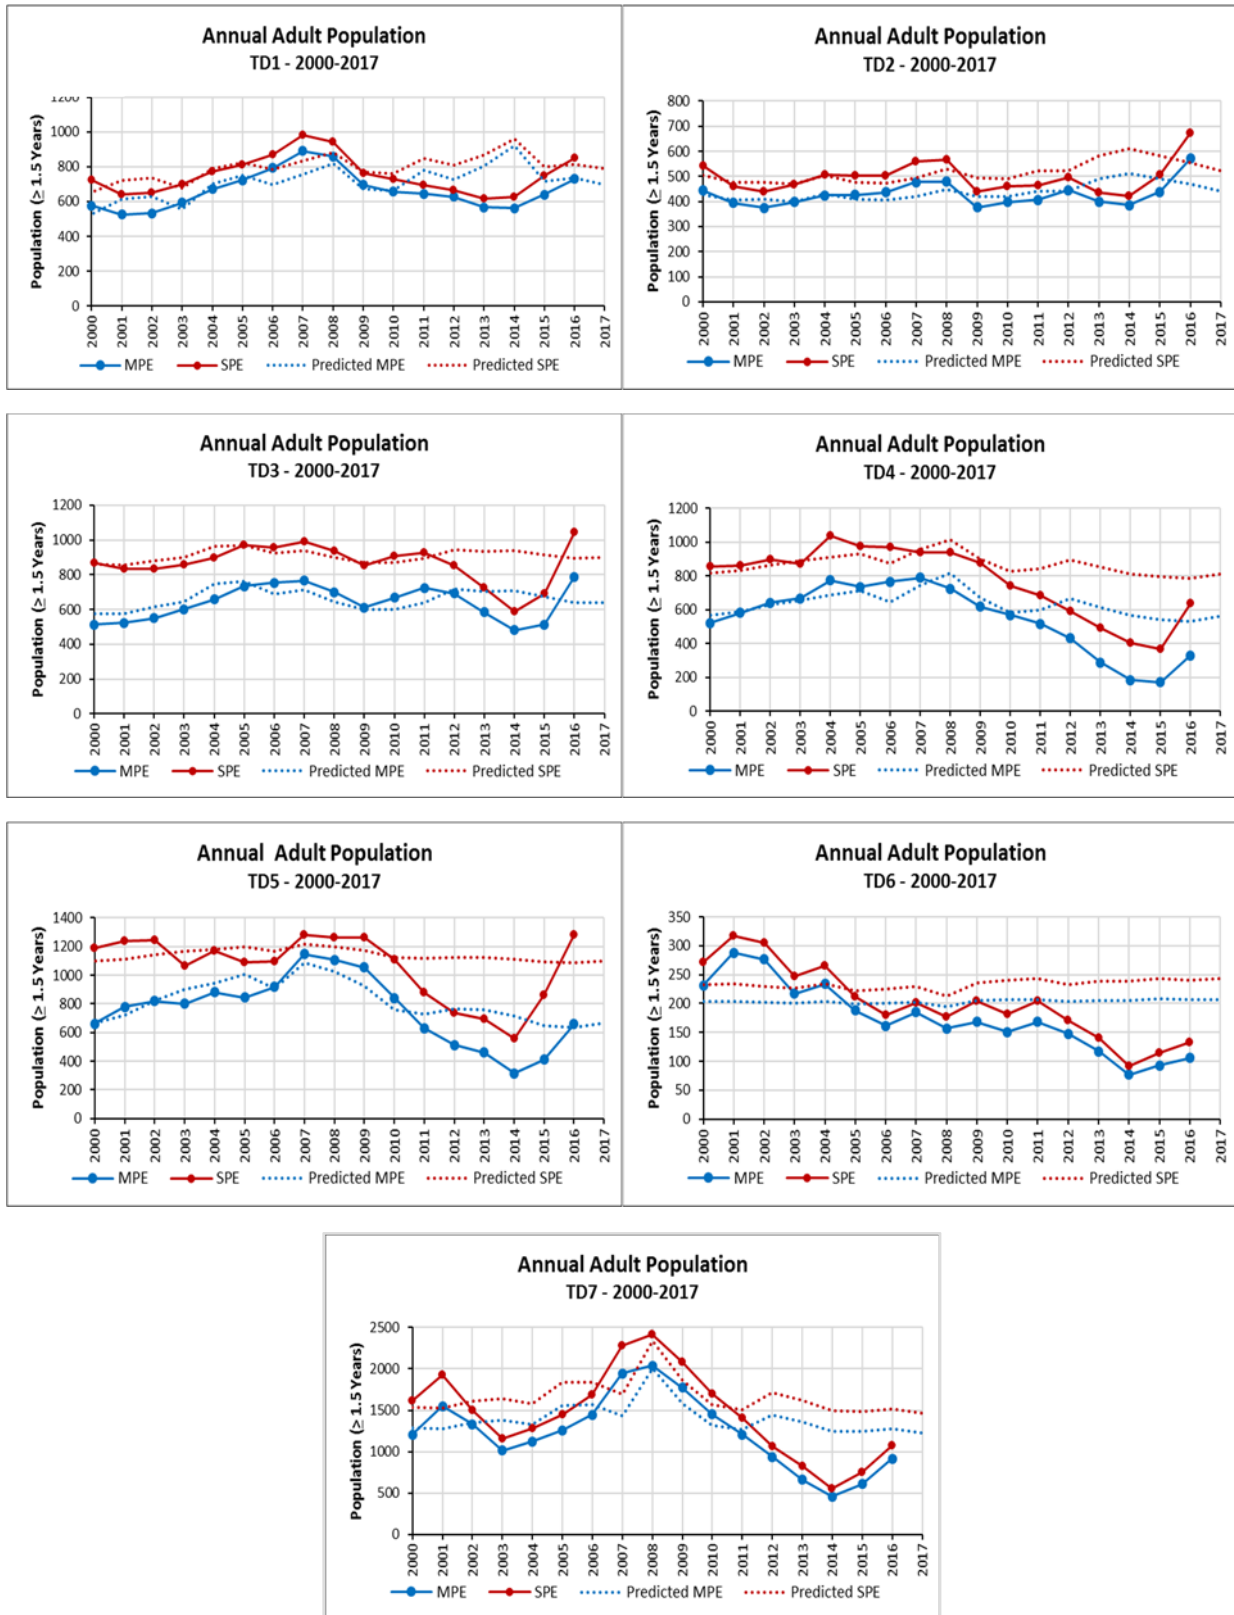 Annual Adult Population
TD1 - 2000-2017
Population (≥ 1.5 Years)
1200
1000
800
600
400
200
0
2000 2001 2002 2003 2004 2005 2006 2007 2008 2009 2010 2011 2012 2013 2014 2015 2016 2017
MPE SPE Predicted MPE Predicted SPE
Annual Adult Population
TD2 - 2000-2017
Population (≥ 1.5 Years)
800
700
600
500
400
300
200
100
0
2000 2001 2002 2003 2004 2005 2006 2007 2008 2009 2010 2011 2012 2013 2014 2015 2016 2017
MPE SPE Predicted MPE Predicted SPE
Annual Adult Population
TD3 - 2000-2017
Population (≥ 1.5 Years)
1200
1000
800
600
400
200
0
2000 2001 2002 2003 2004 2005 2006 2007 2008 2009 2010 2011 2012 2013 2014 2015 2016 2017
MPE SPE Predicted MPE Predicted SPE
Annual Adult Population
TD4 - 2000-2017
Population (≥ 1.5 Years)
1200
1000
800
600
400
200
0
2000 2001 2002 2003 2004 2005 2006 2007 2008 2009 2010 2011 2012 2013 2014 2015 2016 2017
MPE SPE Predicted MPE Predicted SPE
Annual Adult Population
TD5 - 2000-2017
Population (≥ 1.5 Years)
1400
1200
1000
800
600
400
200
0
2000 2001 2002 2003 2004 2005 2006 2007 2008 2009 2010 2011 2012 2013 2014 2015 2016 2017
MPE SPE Predicted MPE Predicted SPE
Annual Adult Population
TD6 - 2000-2017
Population (≥ 1.5 Years)
350
300
250
200
150
100
50
0
2000 2001 2002 2003 2004 2005 2006 2007 2008 2009 2010 2011 2012 2013 2014 2015 2016 2017
MPE SPE Predicted MPE Predicted SPE
Annual Adult Population
TD7 - 2000-2017
Population (≥ 1.5 Years)
2500
2000
1500
1000
500
0
2000 2001 2002 2003 2004 2005 2006 2007 2008 2009 2010 2011 2012 2013 2014 2015 2016 2017
MPE SPE Predicted MPE Predicted SPE